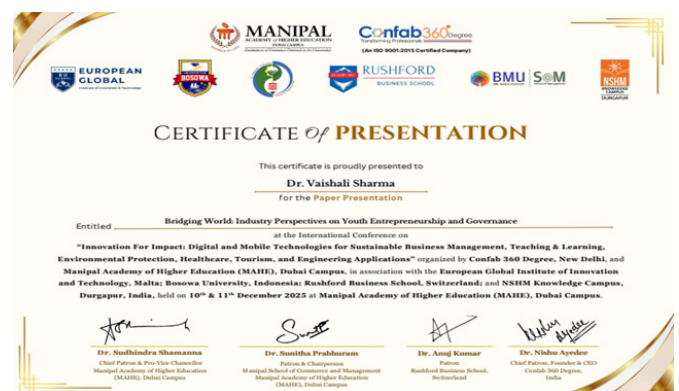 MANIPAL
ACADEMY of HIGHER EDUCATION
DUBAI CAMPUS
Confab 360 Degree
Transforming Professionals
(An ISO 9001:2015 Certified Company)
EUROPEAN
GLOBAL
Institute of Innovation & Technology
BOSOWA
RUSHFORD
RUSHFORD
BUSINESS SCHOOL
BMU
SOM
NSHM
KNOWLEDGE
CAMPUS
DURGAPUR
CERTIFICATE Of PRESENTATION
This certificate is proudly presented to
Dr. Vaishali Sharma
for the Paper Presentation
Entitled Bridging World: Industry Perspectives on Youth Entrepreneurship and Governance
at the International Conference on
"Innovation For Impact: Digital and Mobile Technologies for Sustainable Business Management, Teaching & Learning,
Environmental Protection, Healthcare, Tourism, and Engineering Applications" organized by Confab 360 Degree, New Delhi, and
Manipal Academy of Higher Education (MAHE), Dubai Campus, in association with the European Global Institute of Innovation
and Technology, Malta; Bosowa University, Indonesia; Rushford Business School, Switzerland; and NSHM Knowledge Campus,
Durgapur, India, held on 10th & 11th December 2025 at Manipal Academy of Higher Education (MAHE), Dubai Campus.
Dr. Sudhindra Shamanna
Chief Patron & Pro-Vice Chancellor
Manipal Academy of Higher Education
(MAHE), Dubai Campus
Dr. Sunitha Prabhuram
Patron & Chairperson
Manipal School of Commerce and Management
Manipal Academy of Higher Education
(MAHE), Dubai Campus
Dr. Anuj Kumar
Patron
Rushford Business School,
Switzerland
Dr. Nishu Ayedee
Chief Patron, Founder & CEO
Confab 360 Degree,
India